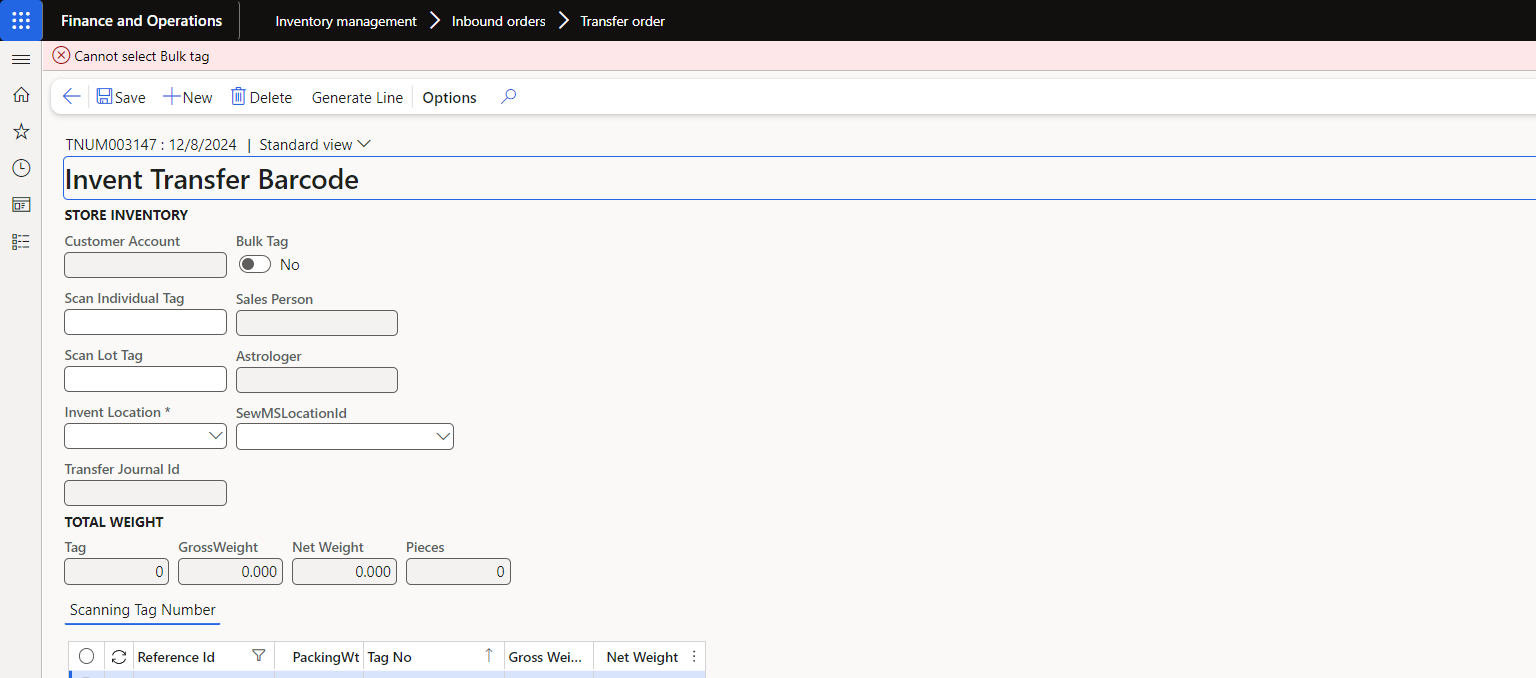 Finance and Operations Inventory management Inbound orders Transfer order
Cannot select Bulk tag
Save New Delete Generate Line Options
TNUM003147 : 12/8/2024 | Standard view
Invent Transfer Barcode
STORE INVENTORY
Customer Account Bulk Tag
No
Scan Individual Tag Sales Person
Scan Lot Tag Astrologer
Invent Location * SewMSLocationId
Transfer Journal Id
TOTAL WEIGHT
Tag GrossWeight Net Weight Pieces
0 0.000 0.000 0
Scanning Tag Number
Reference Id PackingWt Tag No Gross Wei... Net Weight